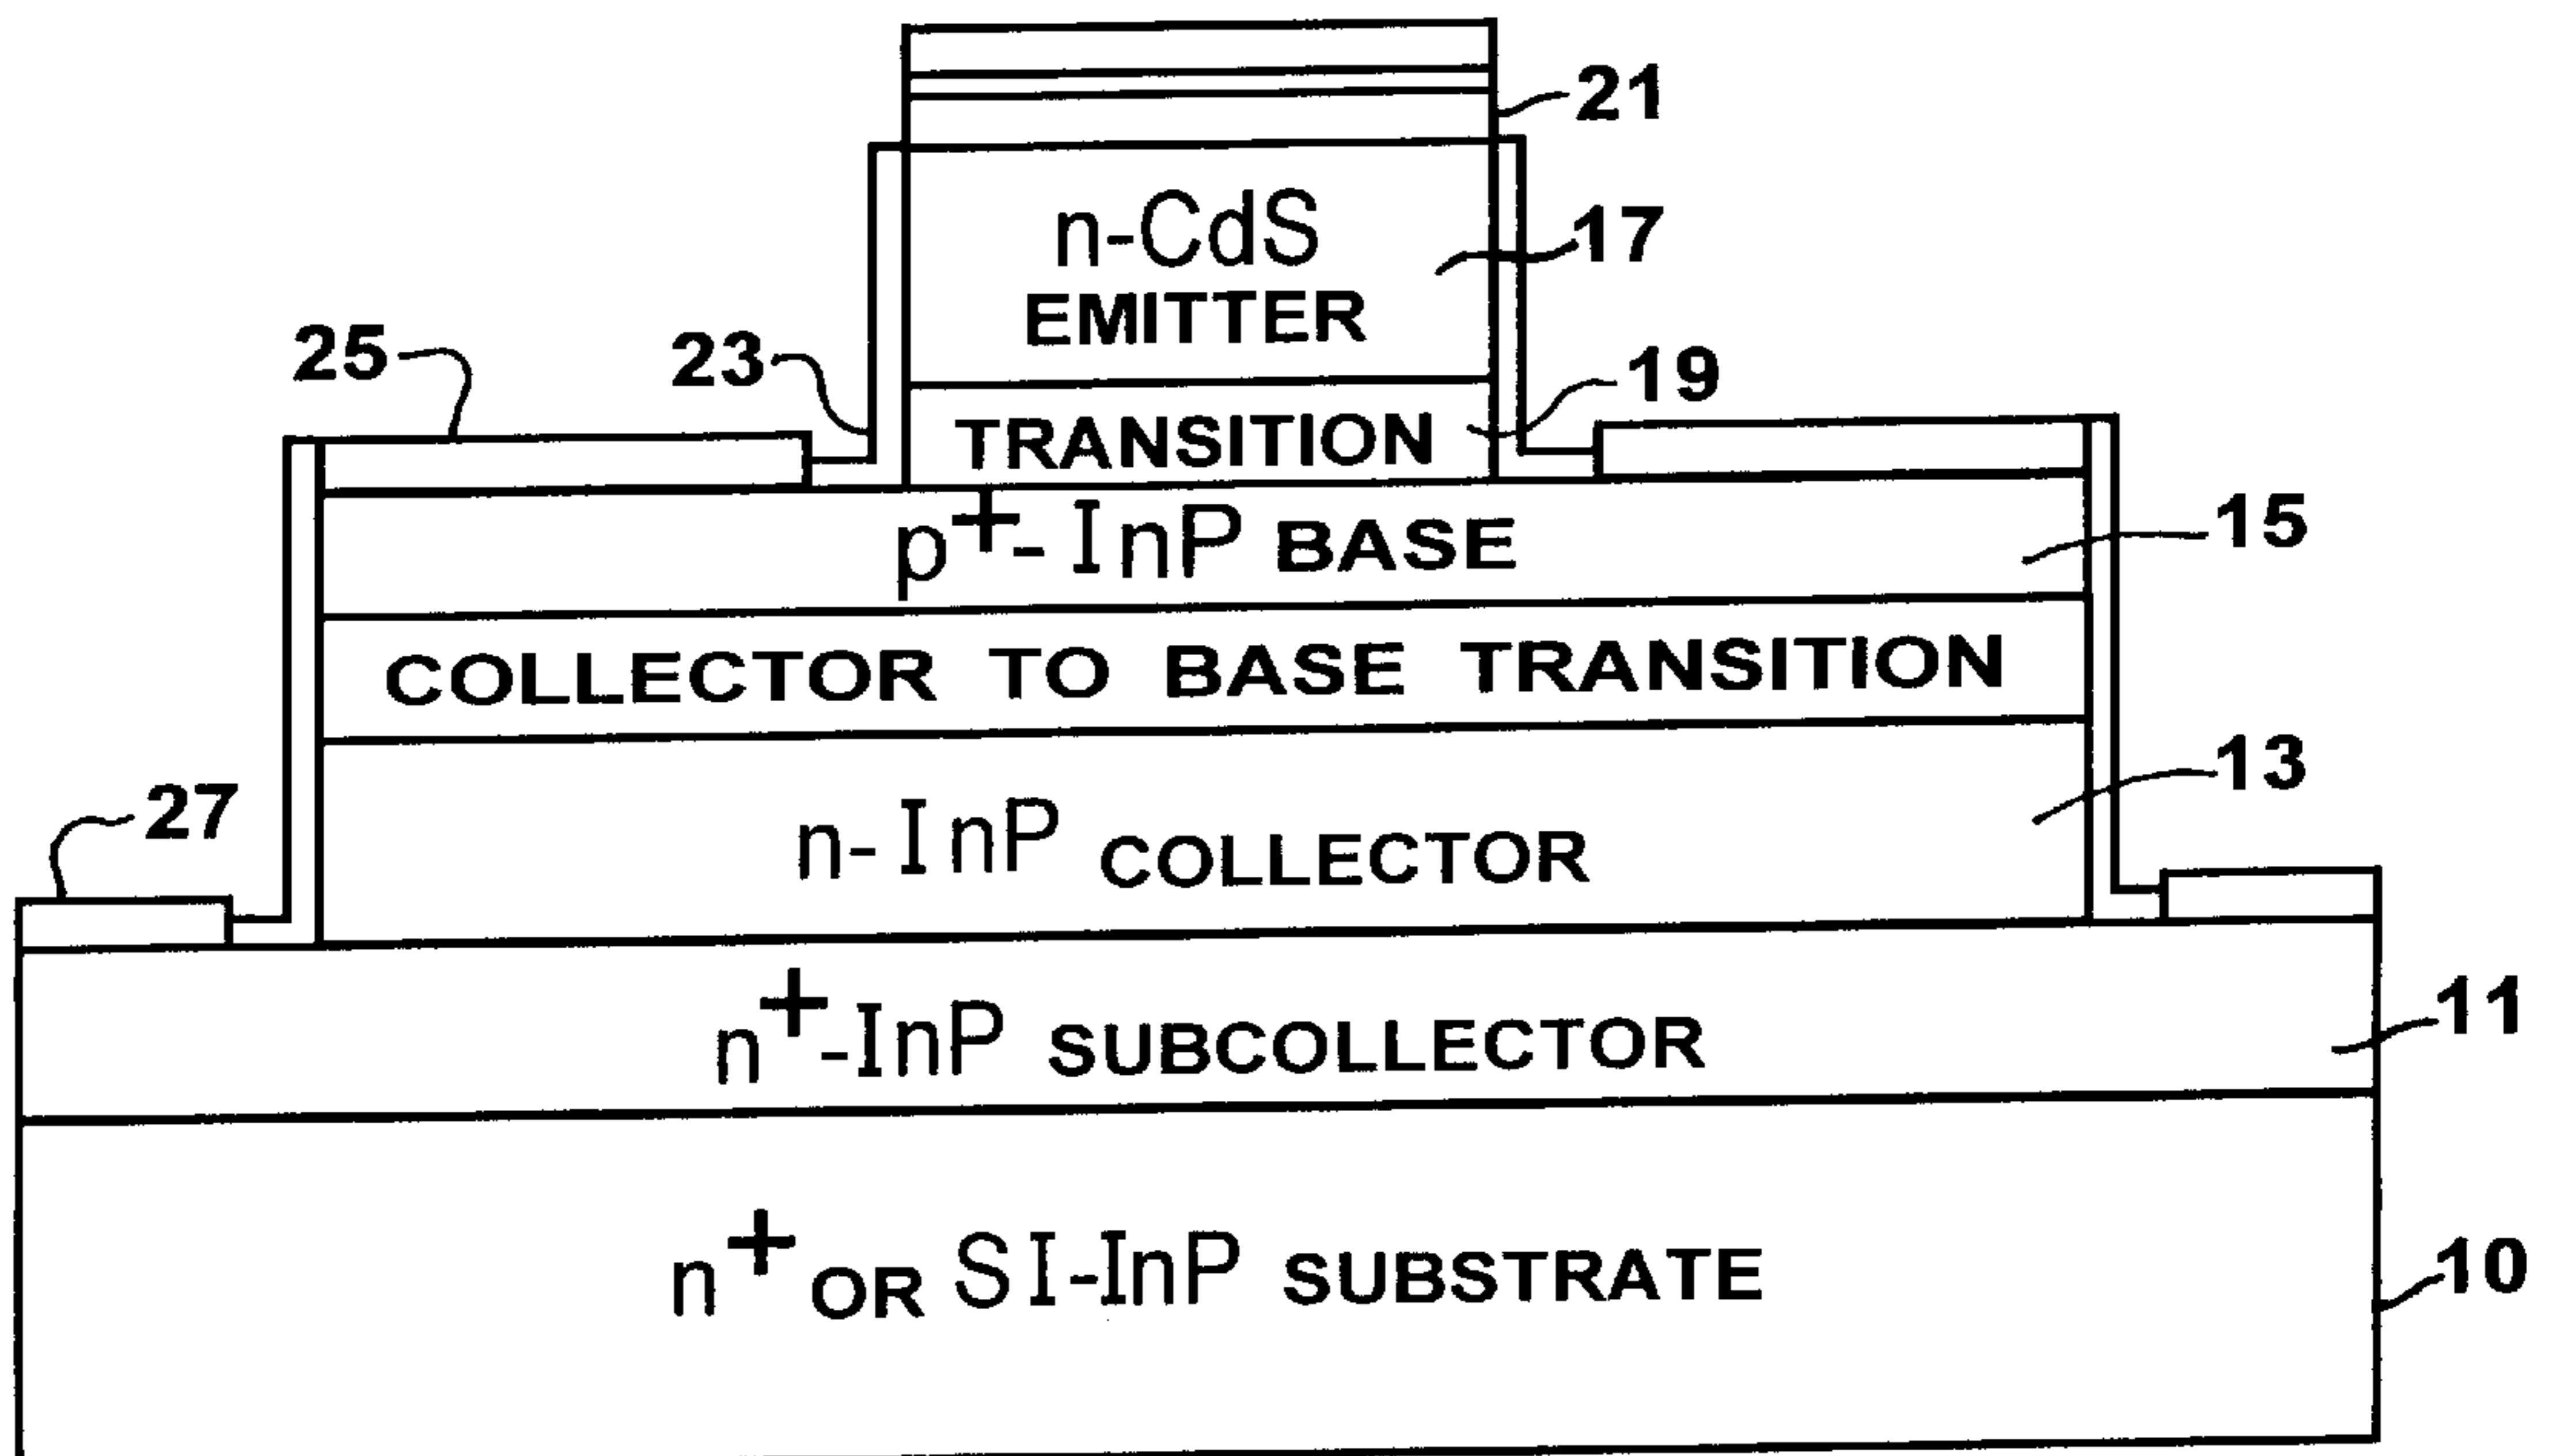 21
n-CdS
17
EMITTER
25
23
19
TRANSITION
p+-InP BASE
15
COLLECTOR TO BASE TRANSITION
13
27
n-InP COLLECTOR
11
n+-InP SUBCOLLECTOR
10
n+ OR SI-InP SUBSTRATE